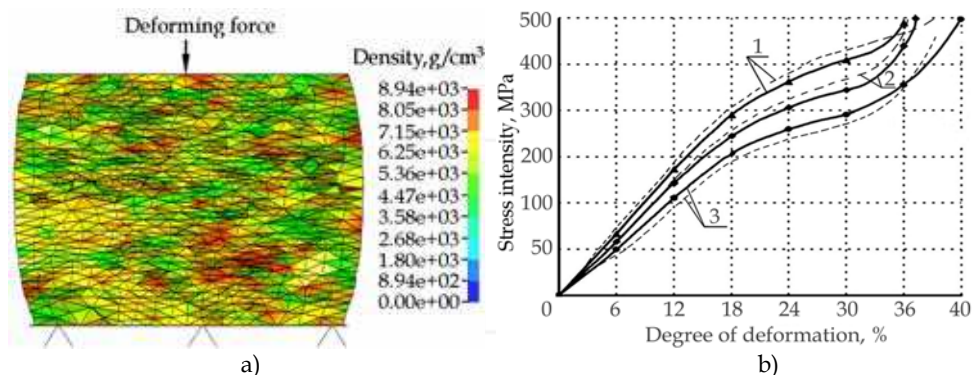 Deforming force
Density,g/cm³
8.94e+03
8.05e+03
7.15e+03
6.25e+03
5.36e+03
4.47e+03
3.58e+03
2.68e+03
1.80e+03
8.94e+02
0.00e+00
a)
Stress intensity, MPa
500
400
300
200
100
50
0
1
2
3
6
12
18
24
30
36
40
Degree of deformation, %
b)